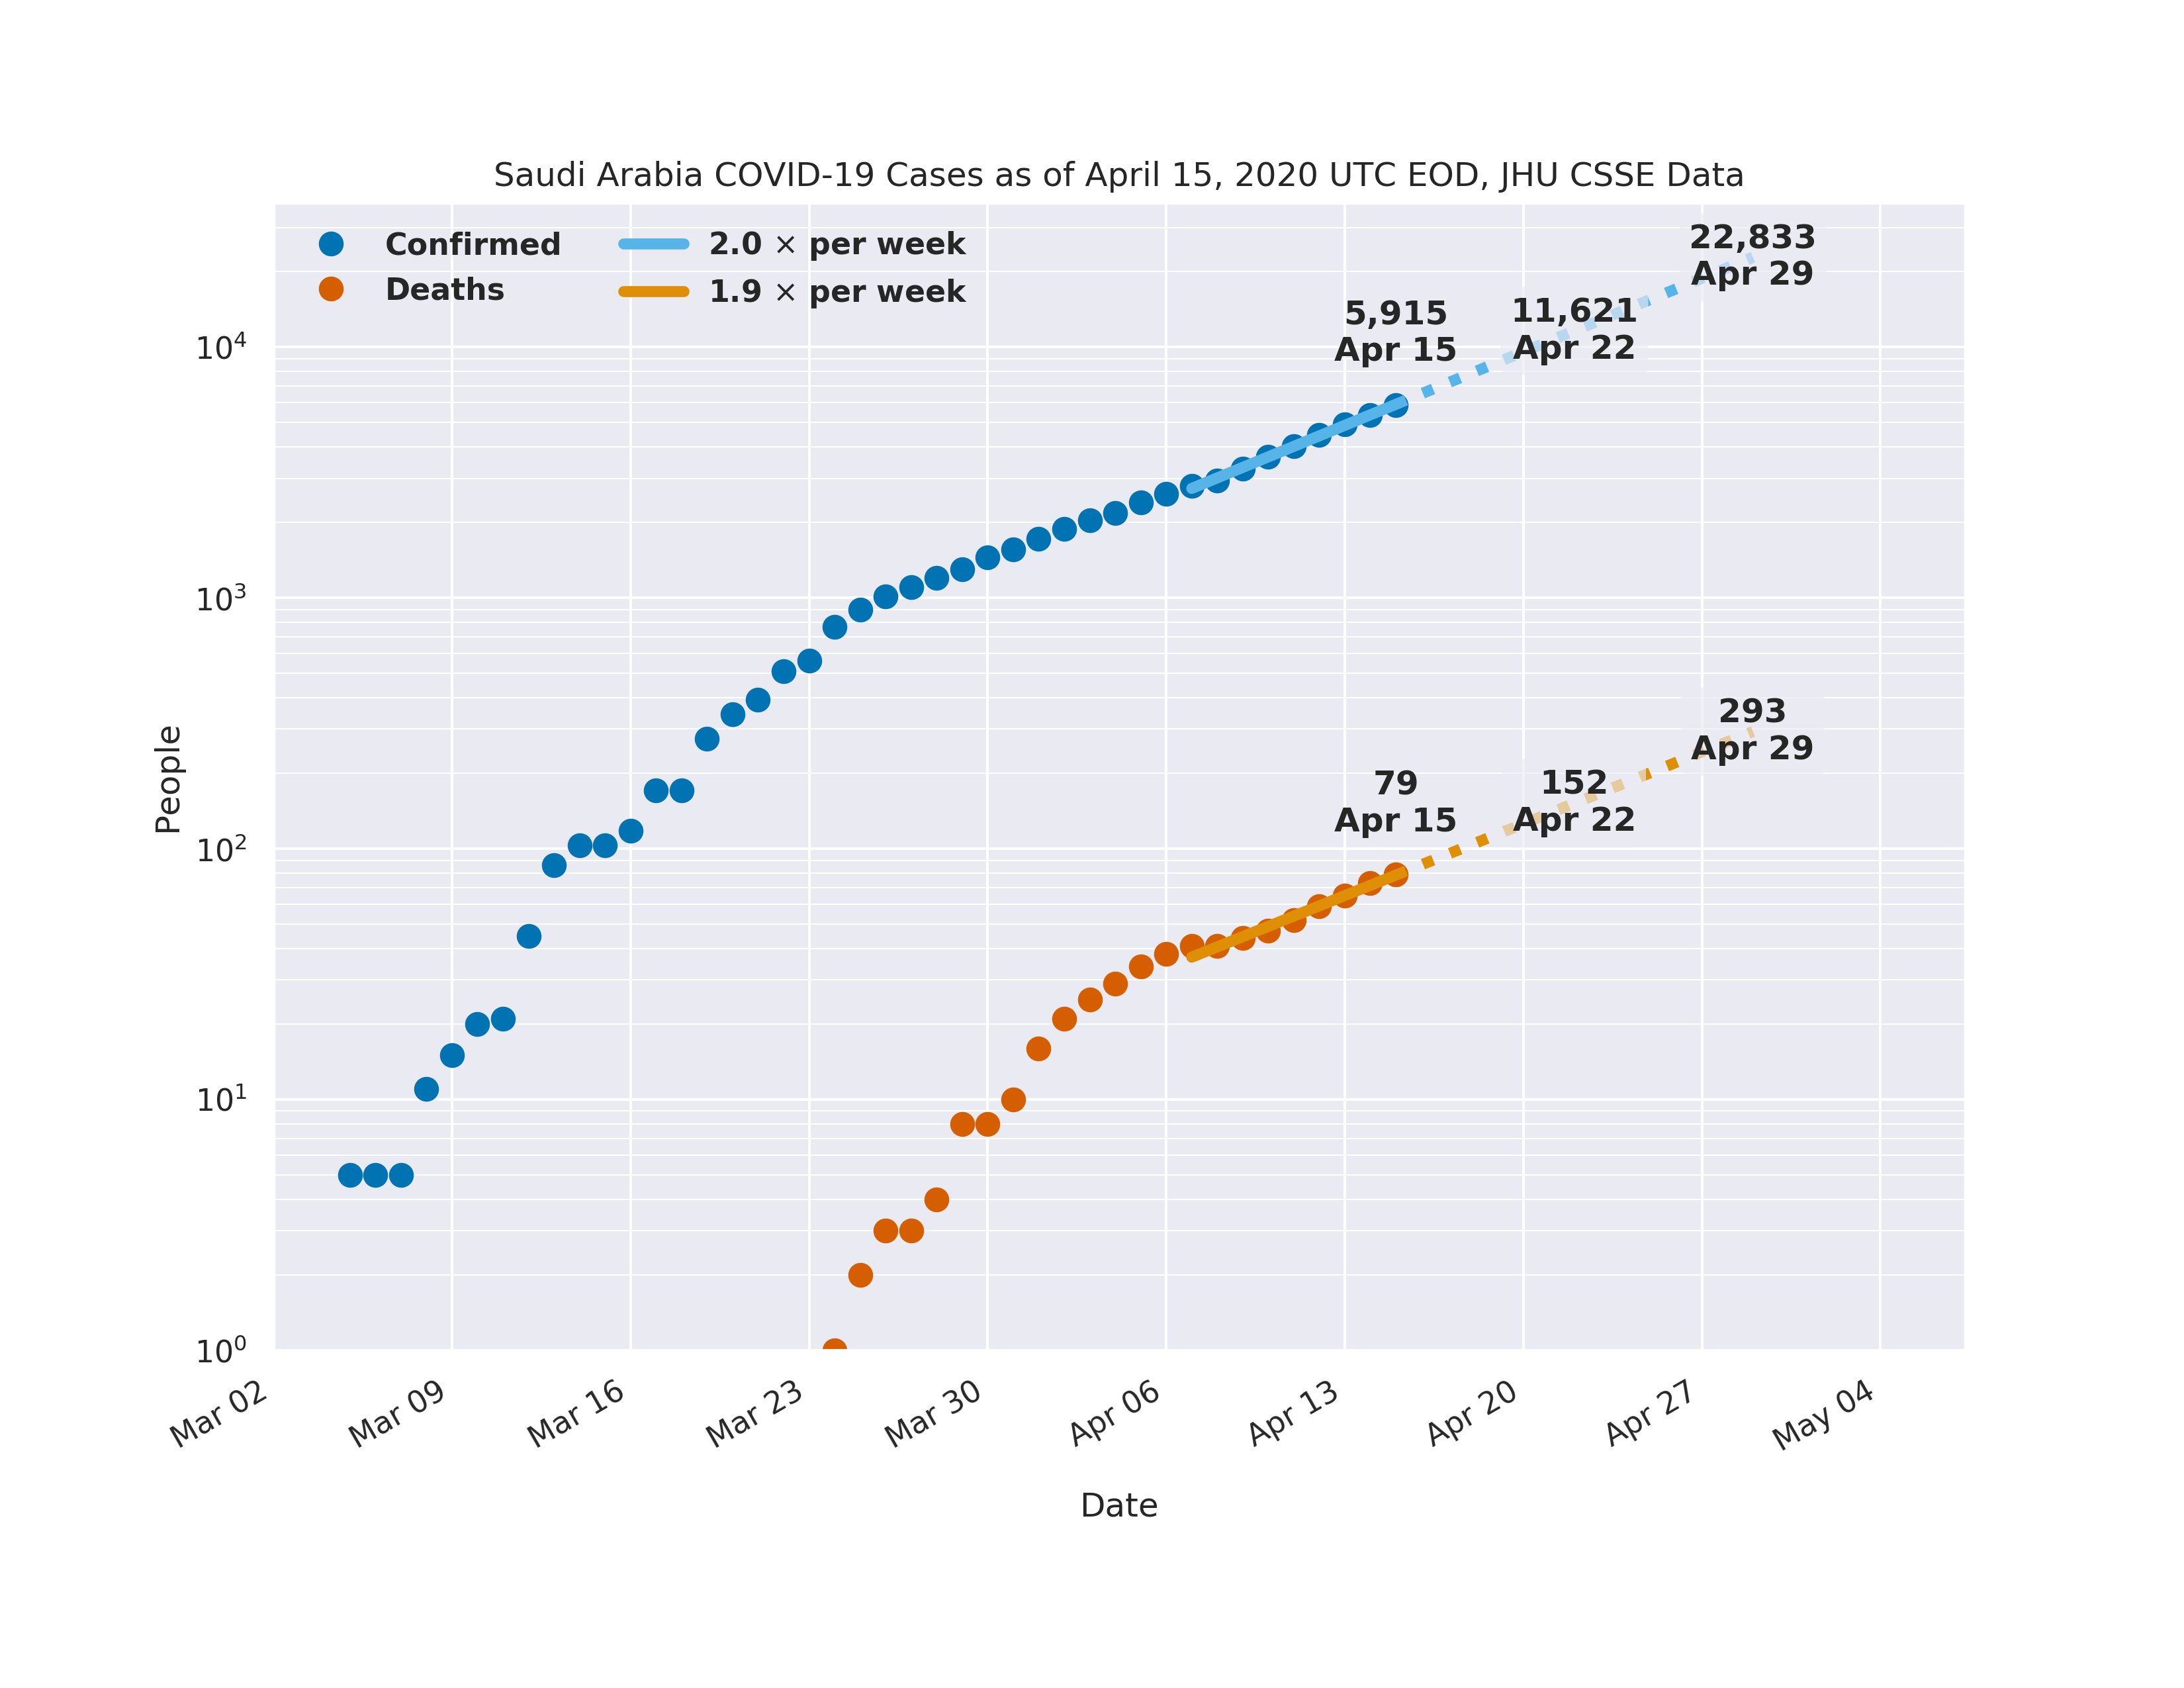 Saudi Arabia COVID-19 Cases as of April 15, 2020 UTC EOD, JHU CSSE Data
Confirmed
Deaths
2.0 × per week
1.9 × per week
22,833
Apr 29
11,621
Apr 22
5,915
Apr 15
293
Apr 29
152
Apr 22
79
Apr 15
People
10⁴
10³
10²
10¹
10⁰
Mar 02
Mar 09
Mar 16
Mar 23
Mar 30
Apr 06
Apr 13
Apr 20
Apr 27
May 04
Date